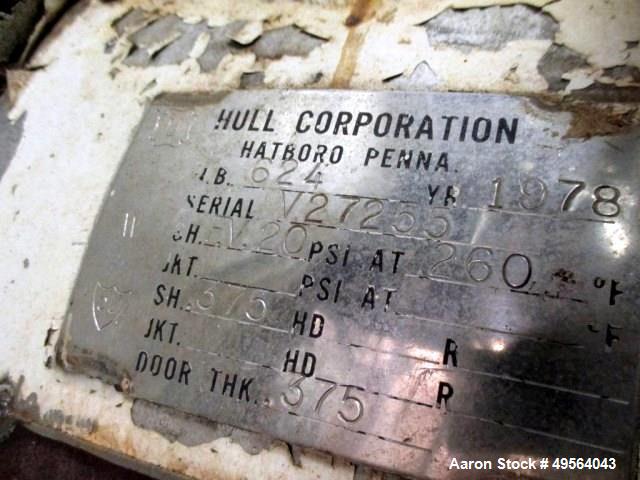 HULL CORPORATION
HATBORO PENNA.
.B. 624 YR. 1978
SERIAL V27255
SH. V.20 PSI AT 260 °F
JKT. PSI AT °F
SH. .375 HD R
JKT. HD R
DOOR THK. .375
Aaron Stock # 49564043